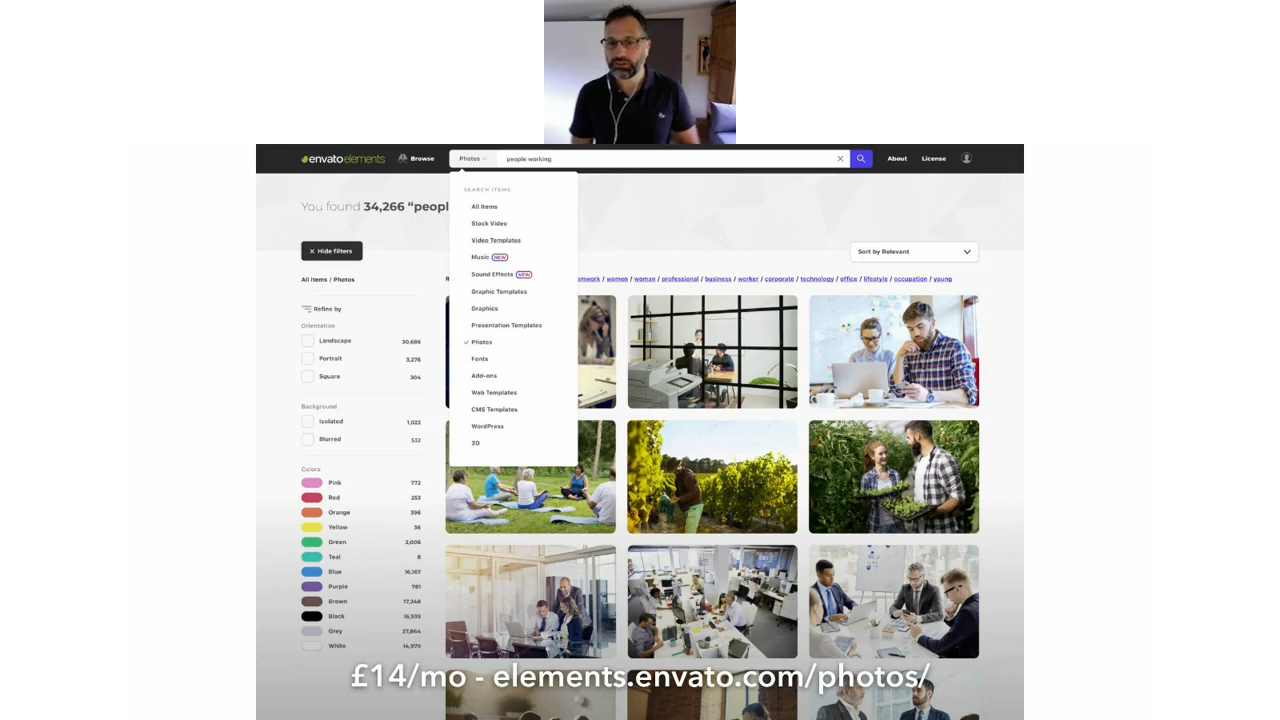 envatoelements Browse Photos people working About License
SEARCH ITEMS
You found 34,266 “peopl
All Items
Stock Video
Video Templates
Music NEW
Sound Effects NEW
Graphic Templates
Graphics
Presentation Templates
Photos
Fonts
Add-ons
Web Templates
CMS Templates
WordPress
3D
Hide filters
Sort by Relevant
All Items / Photos
R
mwork / women / woman / professional / business / worker / corporate / technology / office / lifestyle / occupation / young
Refine by
Orientation
Landscape 30,686
Portrait 3,276
Square 304
Background
Isolated 1,022
Blurred 532
Colors
Pink 772
Red 253
Orange 396
Yellow 36
Green 2,006
Teal 8
Blue 16,167
Purple 781
Brown 17,248
Black 16,939
Grey 27,864
White 14,979
£14/mo - elements.envato.com/photos/